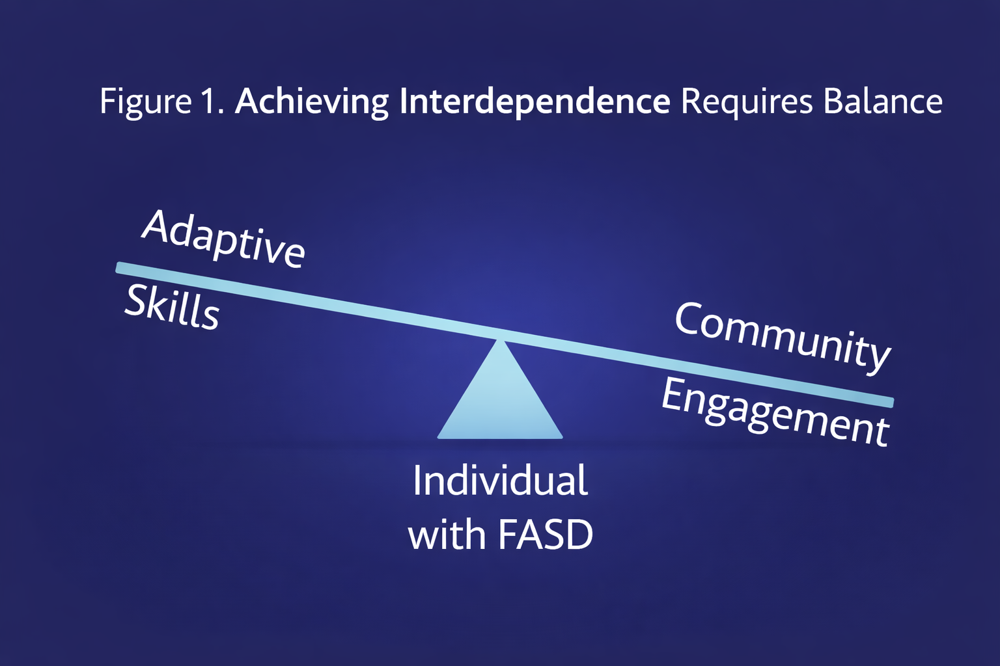 Figure 1. Achieving Interdependence Requires Balance
Adaptive
Skills
Community
Engagement
Individual
with FASD